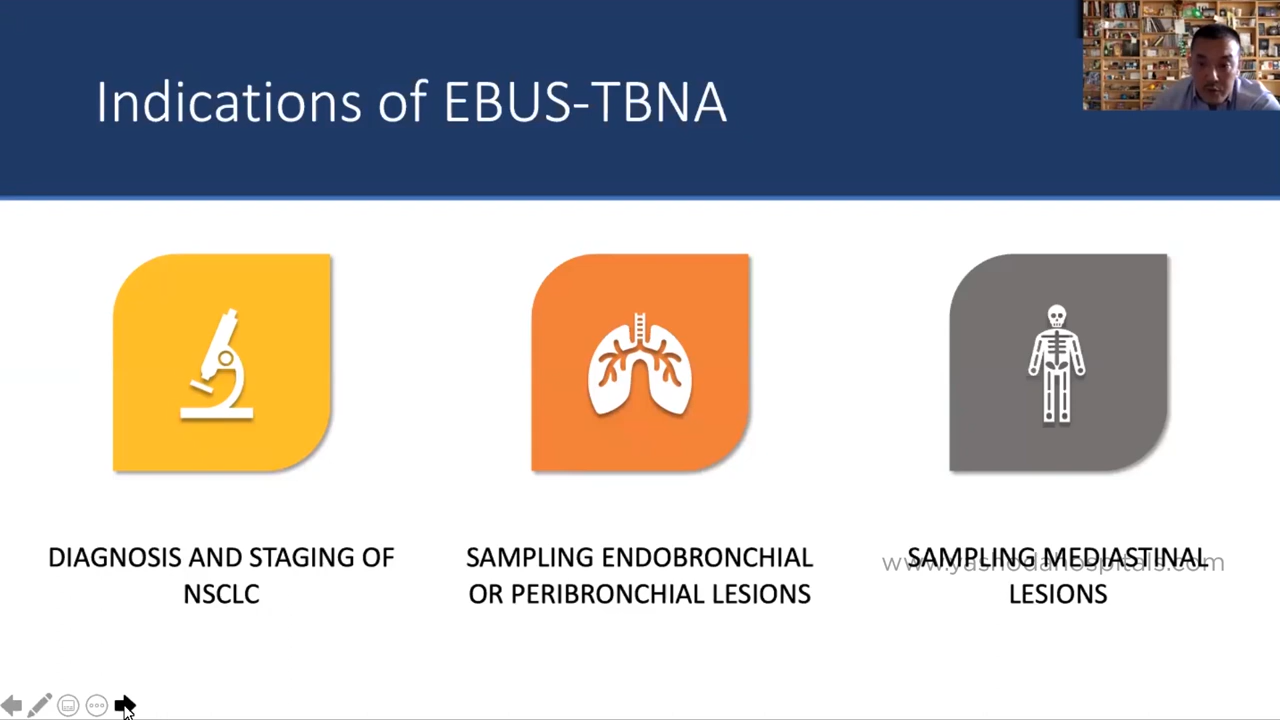 Indications of EBUS-TBNA
DIAGNOSIS AND STAGING OF
NSCLC
SAMPLING ENDOBRONCHIAL
OR PERIBRONCHIAL LESIONS
SAMPLING MEDIASTINAL
LESIONS
www.yashodahospitals.com